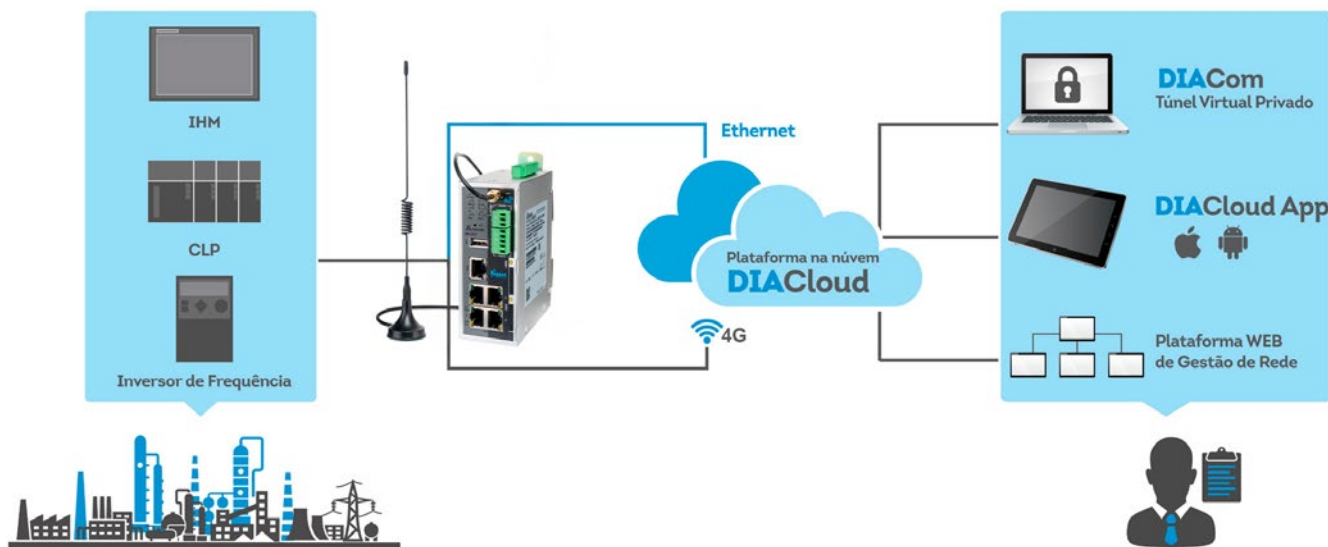 IHM
CLP
Inversor de Frequência
Ethernet
Plataforma na núvem
DIACloud
4G
DIACom
Túnel Virtual Privado
DIACloud App
Plataforma WEB
de Gestão de Rede